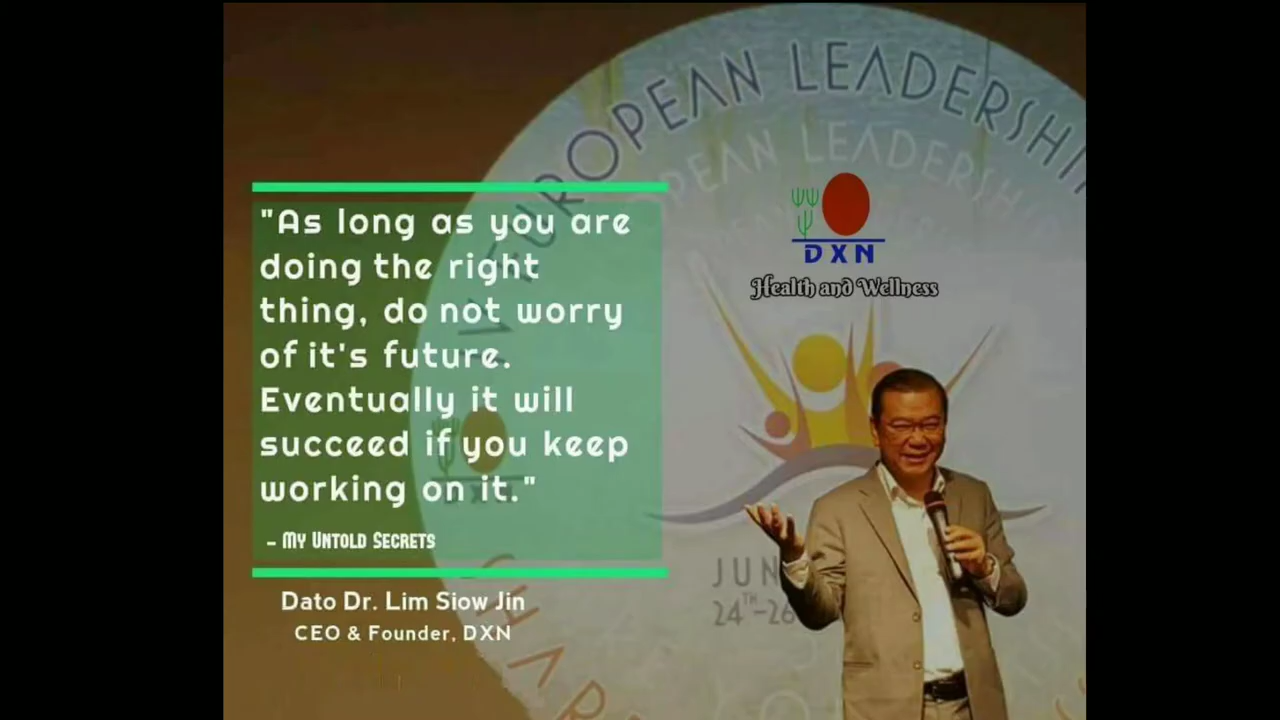 EUROPEAN LEADERSHI
"As long as you are
doing the right
thing, do not worry
of it's future.
Eventually it will
succeed if you keep
working on it."
- My Untold Secrets
Dato Dr. Lim Siow Jin
CEO & Founder, DXN
DXN
Health and Wellness
JUN
24TH-26